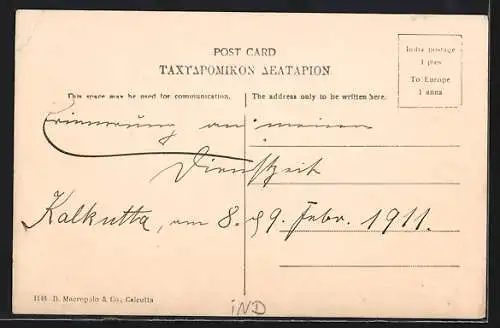 POST CARD
ΤΑΧΥΔΡΟΜΙΚΟΝ ΔΕΛΤΑΡΙΟΝ
India postage
1 pies
To Europe
1 anna
This space may be used for communication.
The address only to be written here.
Erinnerung an meinen
Dienstzeit
Kalkutta, am 8. & 9. Febr. 1911.
1148 D. Macropolo & Co., Calcutta
IND